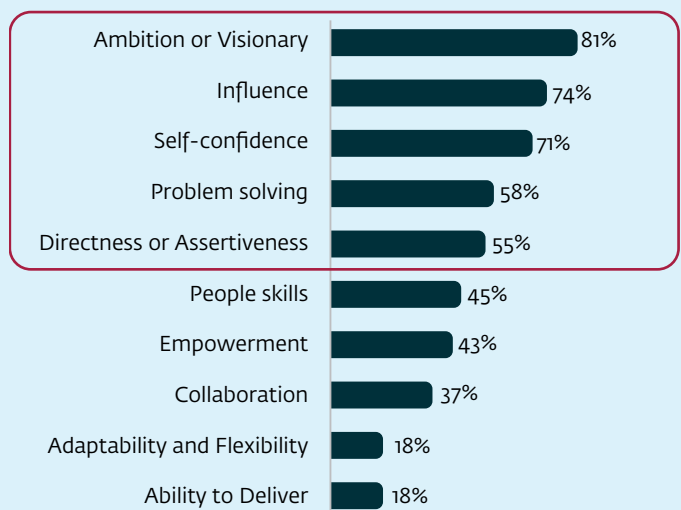 Ambition or Visionary 81%
Influence 74%
Self-confidence 71%
Problem solving 58%
Directness or Assertiveness 55%
People skills 45%
Empowerment 43%
Collaboration 37%
Adaptability and Flexibility 18%
Ability to Deliver 18%